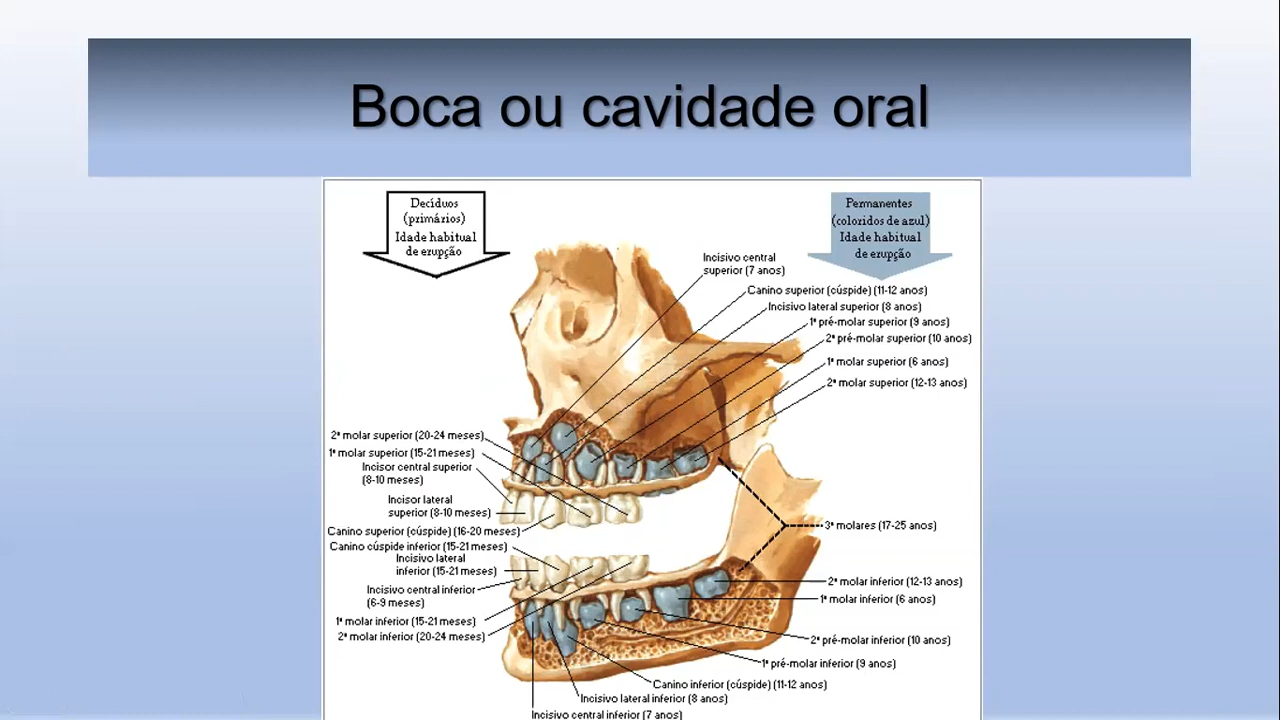 Boca ou cavidade oral
Decíduos
(primários)
Idade habitual
de erupção
Permanentes
(coloridos de azul)
Idade habitual
de erupção
Incisivo central
superior (7 anos)
Canino superior (cúspide) (11-12 anos)
Incisivo lateral superior (8 anos)
1º pré-molar superior (9 anos)
2º pré-molar superior (10 anos)
1º molar superior (6 anos)
2º molar superior (12-13 anos)
2º molar superior (20-24 meses)
1º molar superior (15-21 meses)
Incisor central superior
(8-10 meses)
Incisor lateral
superior (8-10 meses)
Canino superior (cúspide) (16-20 meses)
Canino cúspide inferior (15-21 meses)
Incisivo lateral
inferior (15-21 meses)
Incisivo central inferior
(6-9 meses)
1º molar inferior (15-21 meses)
2º molar inferior (20-24 meses)
3º molares (17-25 anos)
2º molar inferior (12-13 anos)
1º molar inferior (6 anos)
2º pré-molar inferior (10 anos)
1º pré-molar inferior (9 anos)
Canino inferior (cúspide) (11-12 anos)
Incisivo lateral inferior (8 anos)
Incisivo central inferior (7 anos)